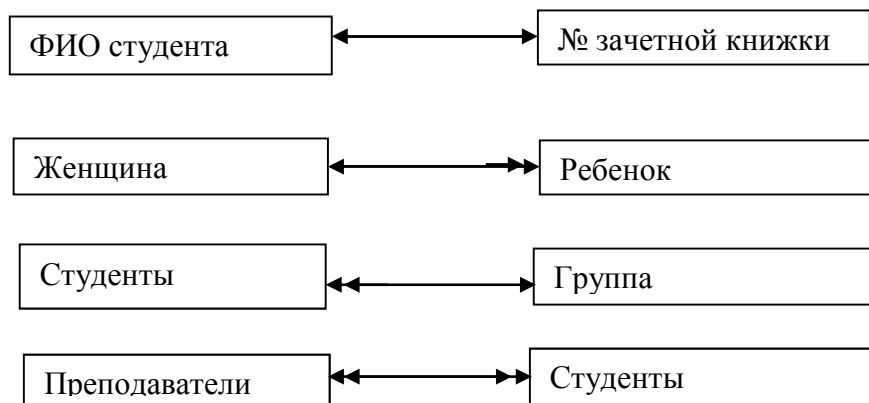 ФИО студента
№ зачетной книжки
Женщина
Ребенок
Студенты
Группа
Преподаватели
Студенты